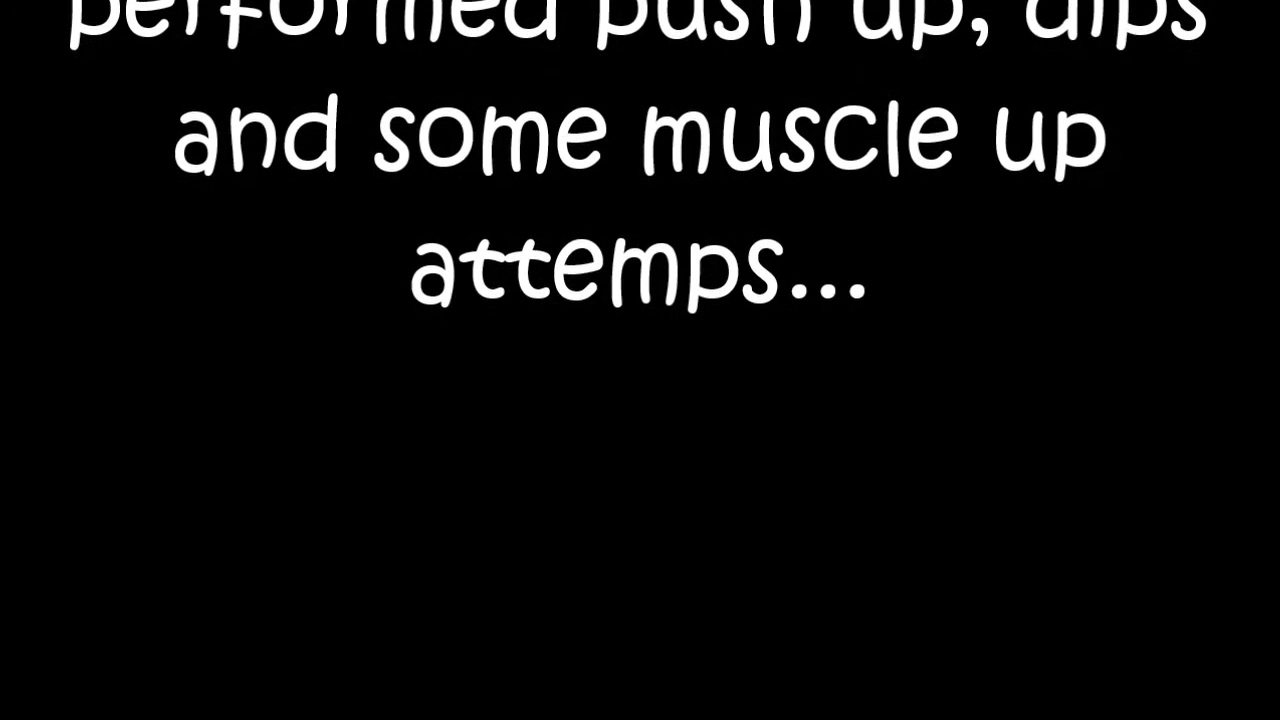 performed push up, dips
and some muscle up
attemps...